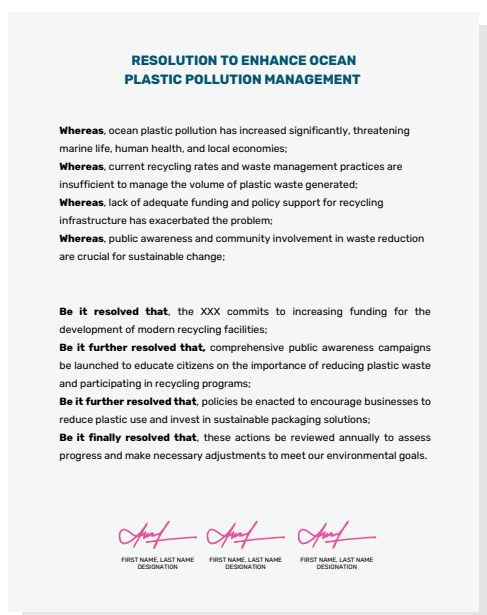 RESOLUTION TO ENHANCE OCEAN
PLASTIC POLLUTION MANAGEMENT
Whereas, ocean plastic pollution has increased significantly, threatening
marine life, human health, and local economies;
Whereas, current recycling rates and waste management practices are
insufficient to manage the volume of plastic waste generated;
Whereas, lack of adequate funding and policy support for recycling
infrastructure has exacerbated the problem;
Whereas, public awareness and community involvement in waste reduction
are crucial for sustainable change;
Be it resolved that, the XXX commits to increasing funding for the
development of modern recycling facilities;
Be it further resolved that, comprehensive public awareness campaigns
be launched to educate citizens on the importance of reducing plastic waste
and participating in recycling programs;
Be it further resolved that, policies be enacted to encourage businesses to
reduce plastic use and invest in sustainable packaging solutions;
Be it finally resolved that, these actions be reviewed annually to assess
progress and make necessary adjustments to meet our environmental goals.
FIRST NAME, LAST NAME FIRST NAME, LAST NAME FIRST NAME, LAST NAME
DESIGNATION DESIGNATION DESIGNATION